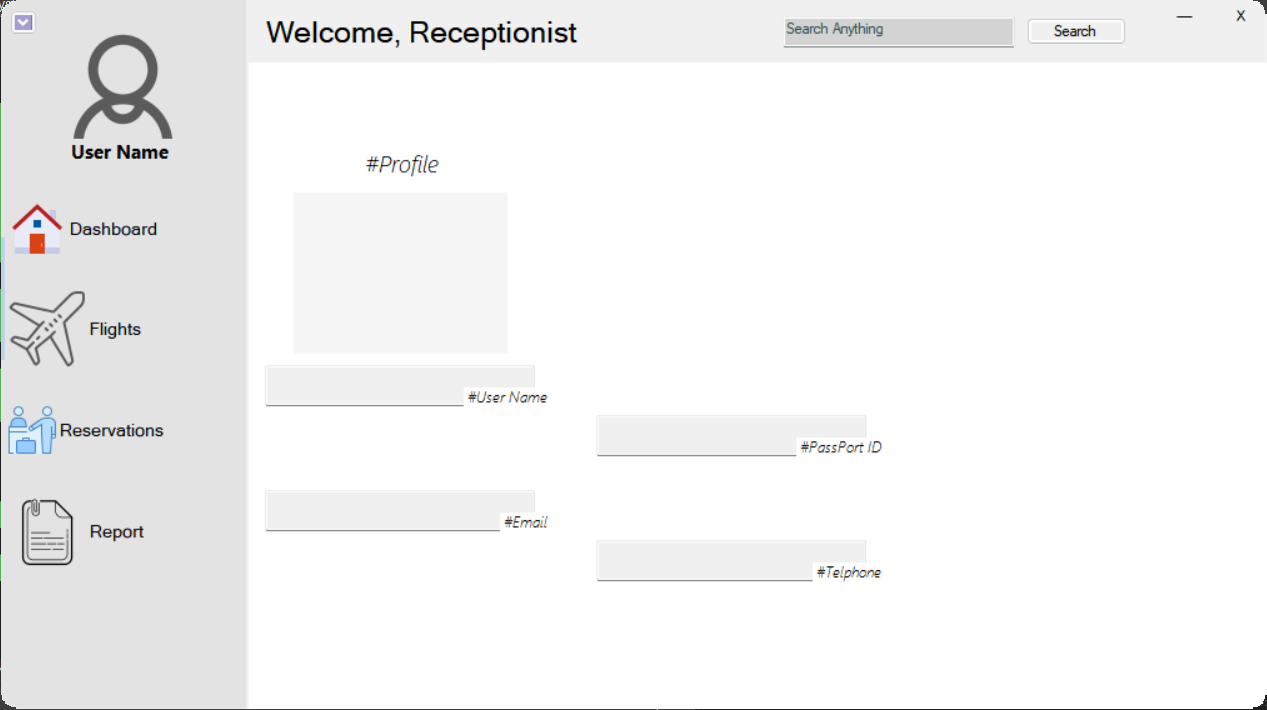 Welcome, Receptionist
Search Anything
Search
X
User Name
Dashboard
Flights
Reservations
Report
#Profile
#User Name
#PassPort ID
#Email
#Telphone